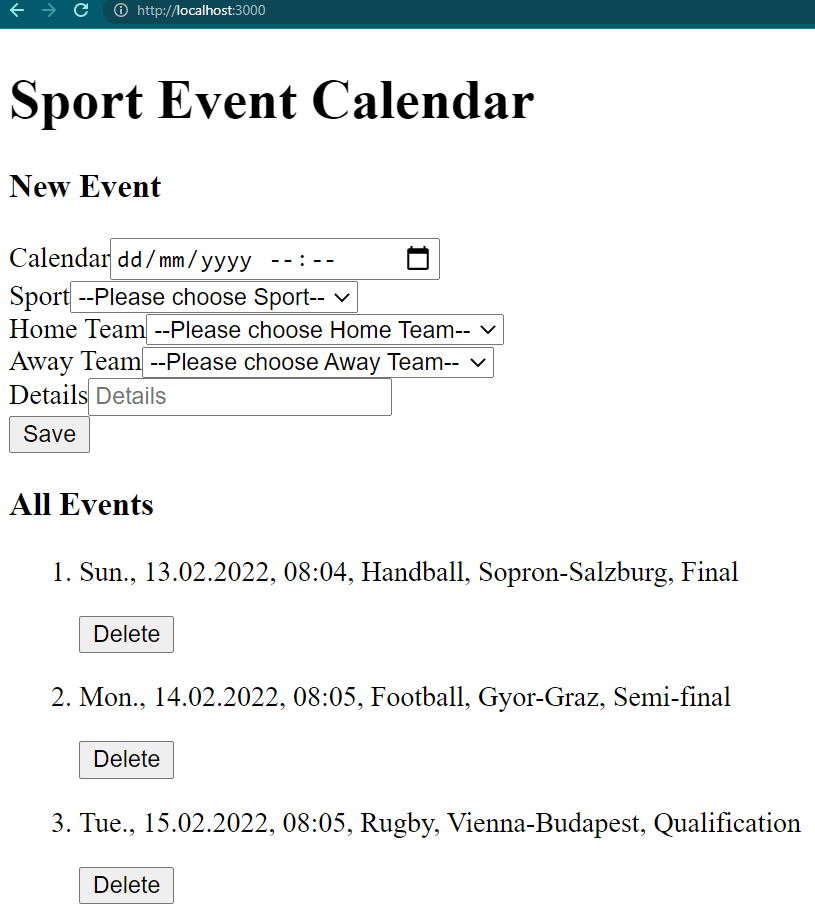 http://localhost:3000
Sport Event Calendar
New Event
Calendar dd/mm/yyyy --:--
Sport --Please choose Sport--
Home Team --Please choose Home Team--
Away Team --Please choose Away Team--
Details Details
Save
All Events
1. Sun., 13.02.2022, 08:04, Handball, Sopron-Salzburg, Final
Delete
2. Mon., 14.02.2022, 08:05, Football, Gyor-Graz, Semi-final
Delete
3. Tue., 15.02.2022, 08:05, Rugby, Vienna-Budapest, Qualification
Delete